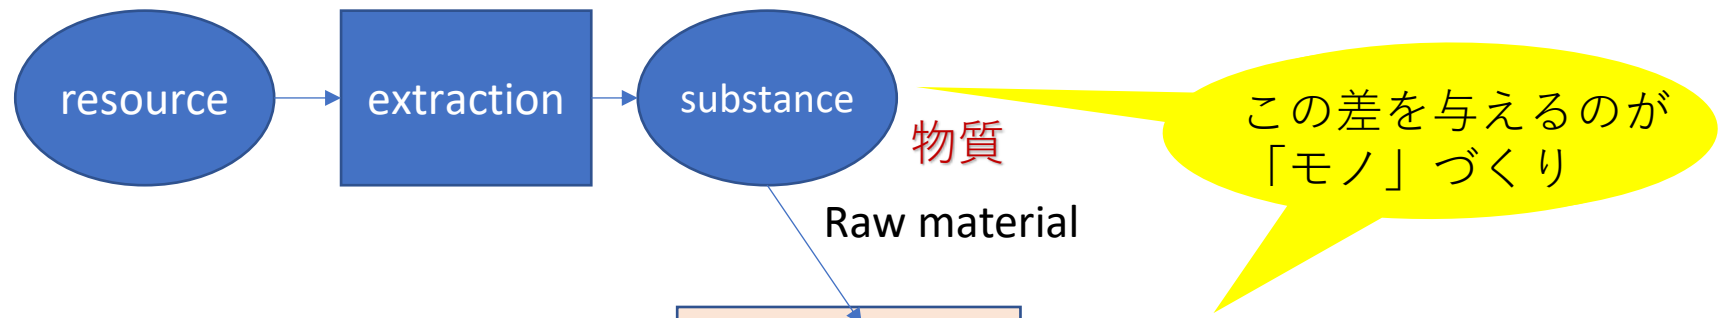 resource
extraction
substance
物質
Raw material
この差を与えるのが
「モノ」づくり